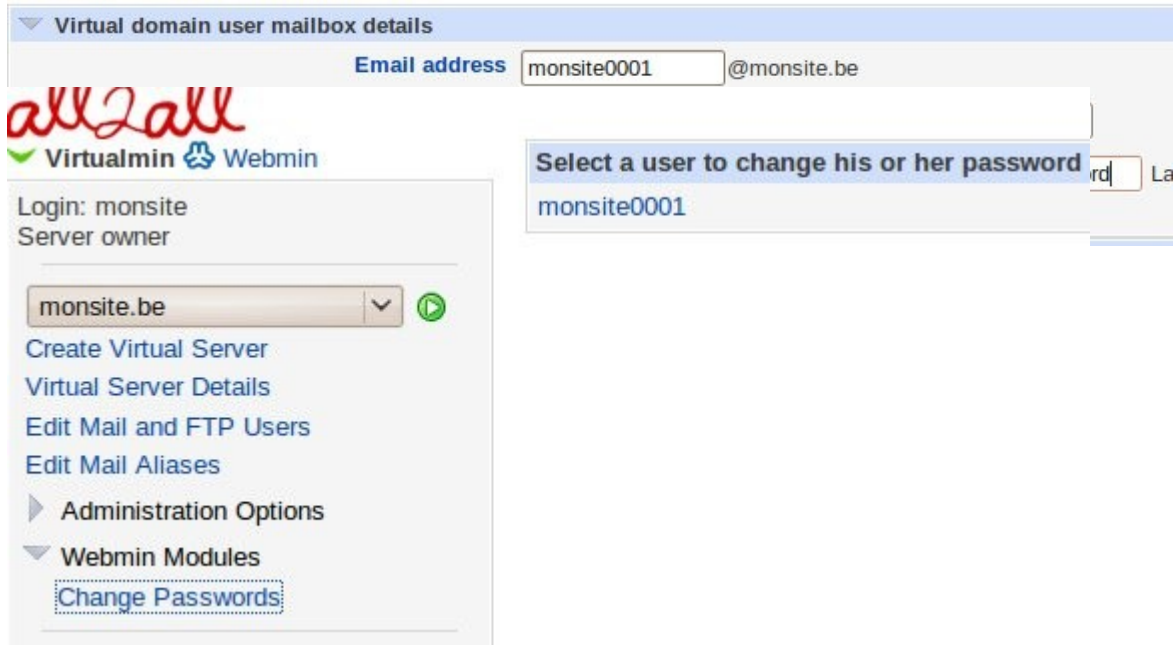 Virtual domain user mailbox details
Email address monsite0001 @monsite.be
all2all
Virtualmin Webmin
Select a user to change his or her password
monsite0001
Login: monsite
Server owner
monsite.be
Create Virtual Server
Virtual Server Details
Edit Mail and FTP Users
Edit Mail Aliases
Administration Options
Webmin Modules
Change Passwords